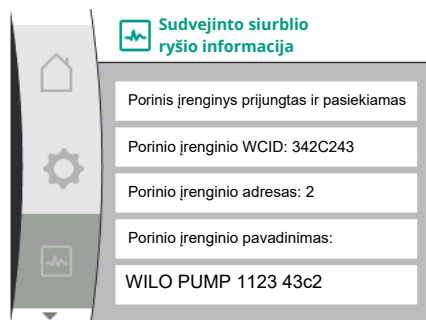 Sudvejinto siurblio
ryšio informacija
Porinis įrenginys prijungtas ir pasiekiamas
Porinio įrenginio WCID: 342C243
Porinio įrenginio adresas: 2
Porinio įrenginio pavadinimas:
WILO PUMP 1123 43c2